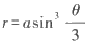 r = a sin³ θ/3